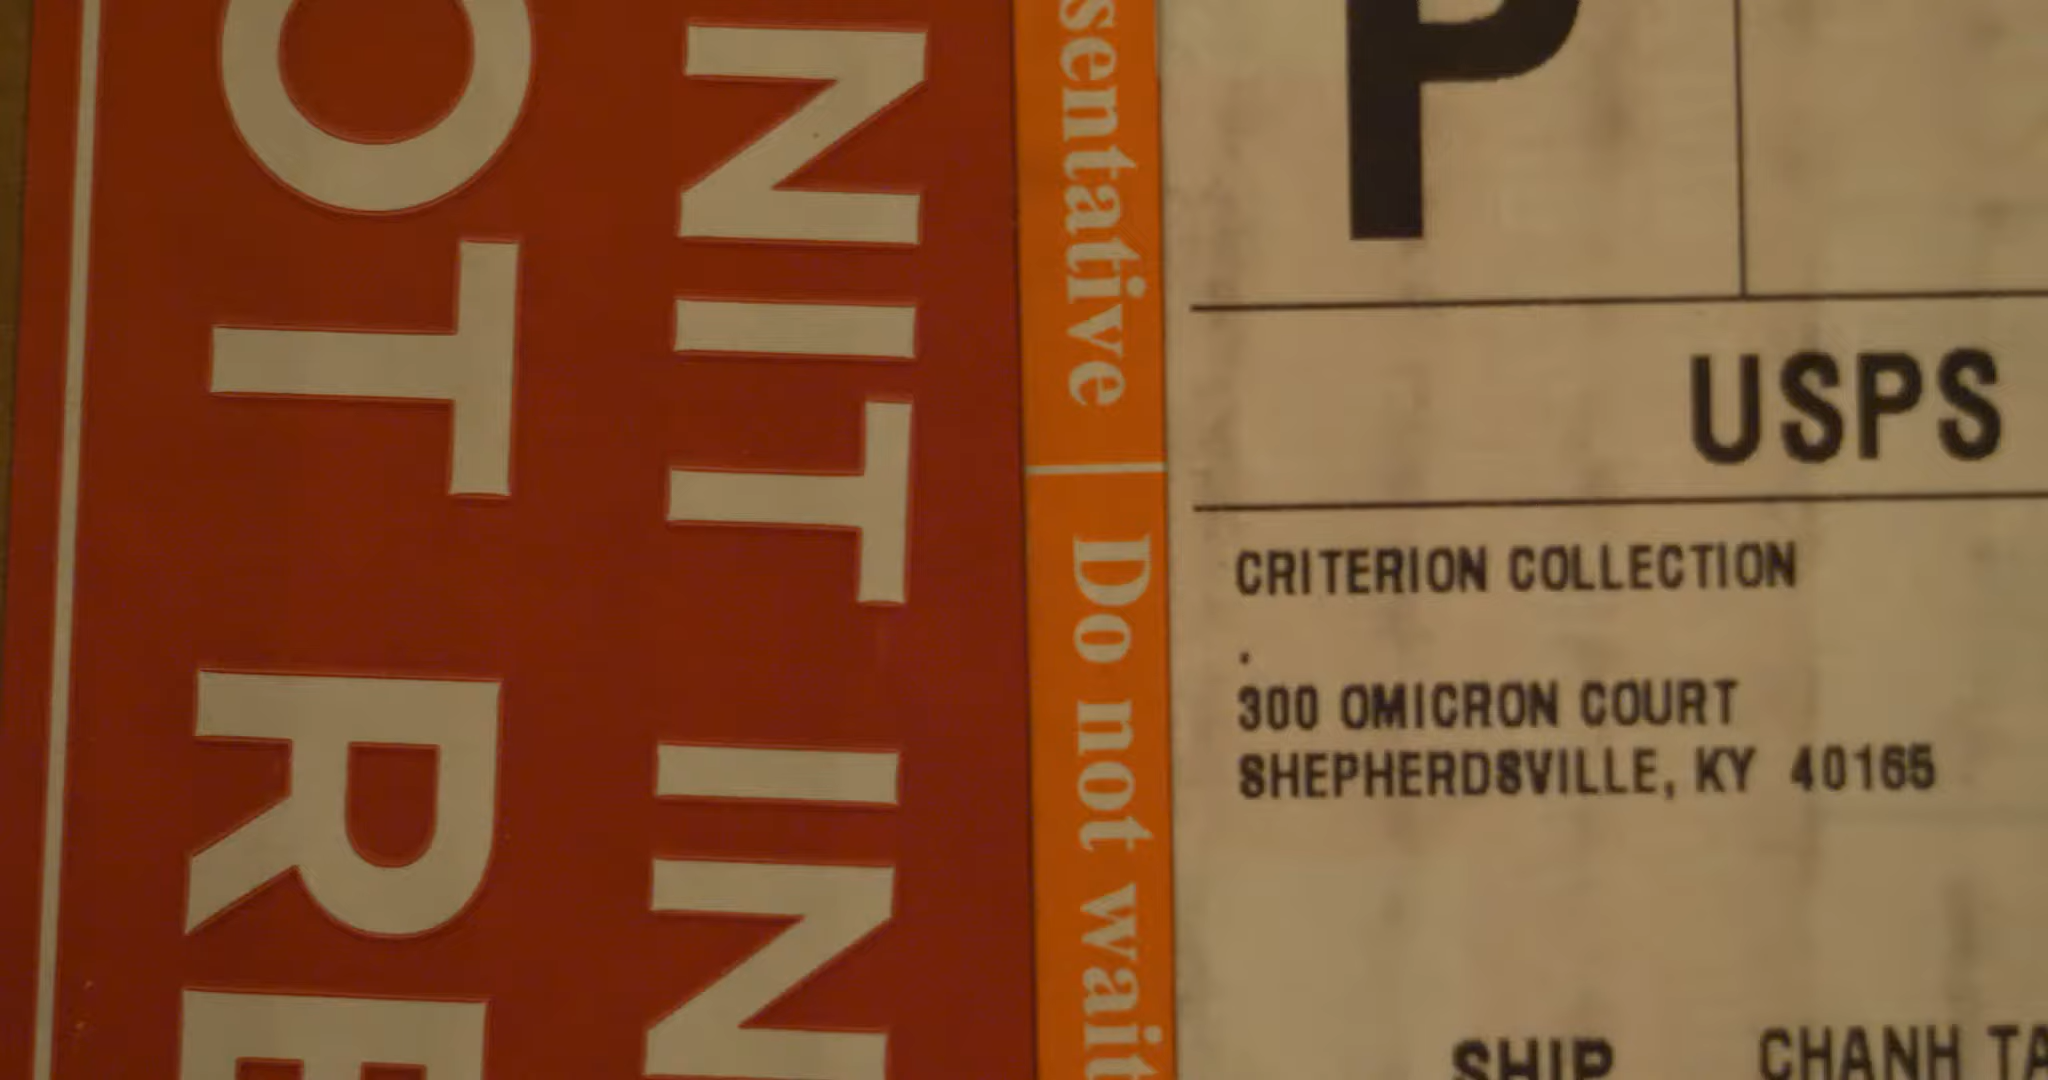 OT RE
NIT IN
sentative | Do not wait
P
USPS
CRITERION COLLECTION
.
300 OMICRON COURT
SHEPHERDSVILLE, KY 40165
SHIP
CHANH TA